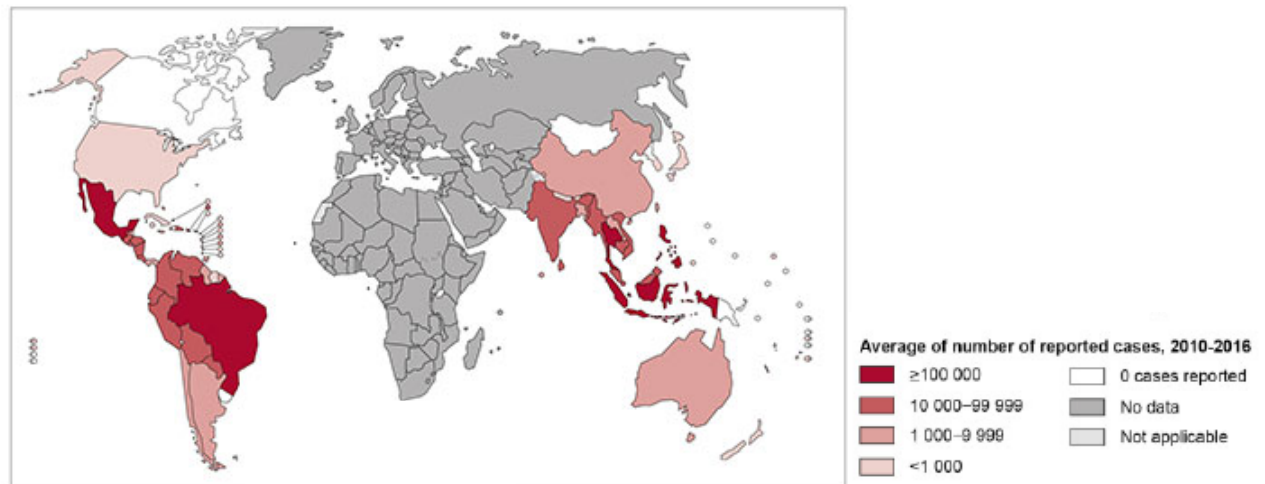 Average of number of reported cases, 2010-2016
≥100 000
10 000–99 999
1 000–9 999
<1 000
0 cases reported
No data
Not applicable